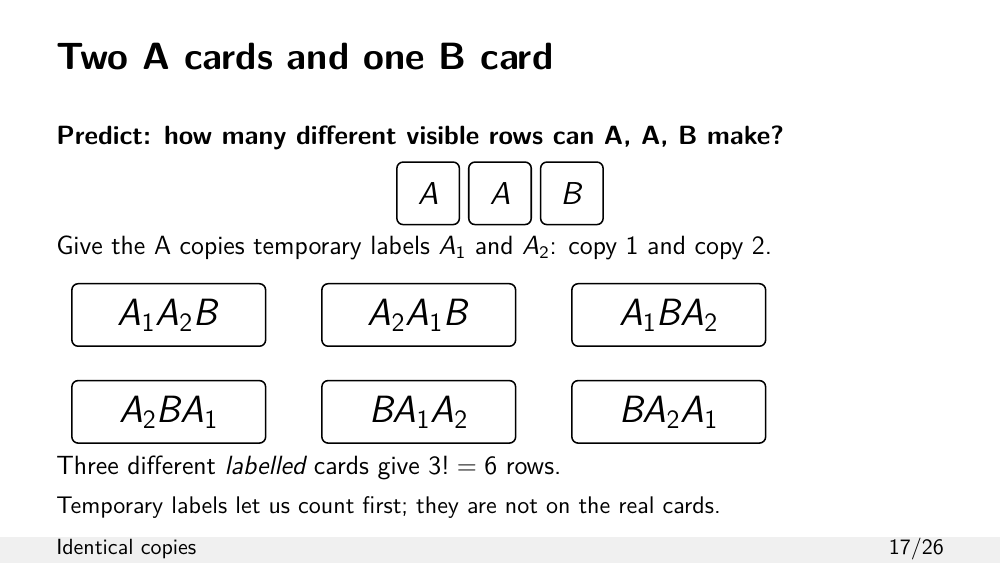 Two A cards and one B card
Predict: how many different visible rows can A, A, B make?
A A B
Give the A copies temporary labels A₁ and A₂: copy 1 and copy 2.
A₁A₂B A₂A₁B A₁BA₂
A₂BA₁ BA₁A₂ BA₂A₁
Three different labelled cards give 3! = 6 rows.
Temporary labels let us count first; they are not on the real cards.
Identical copies 17/26